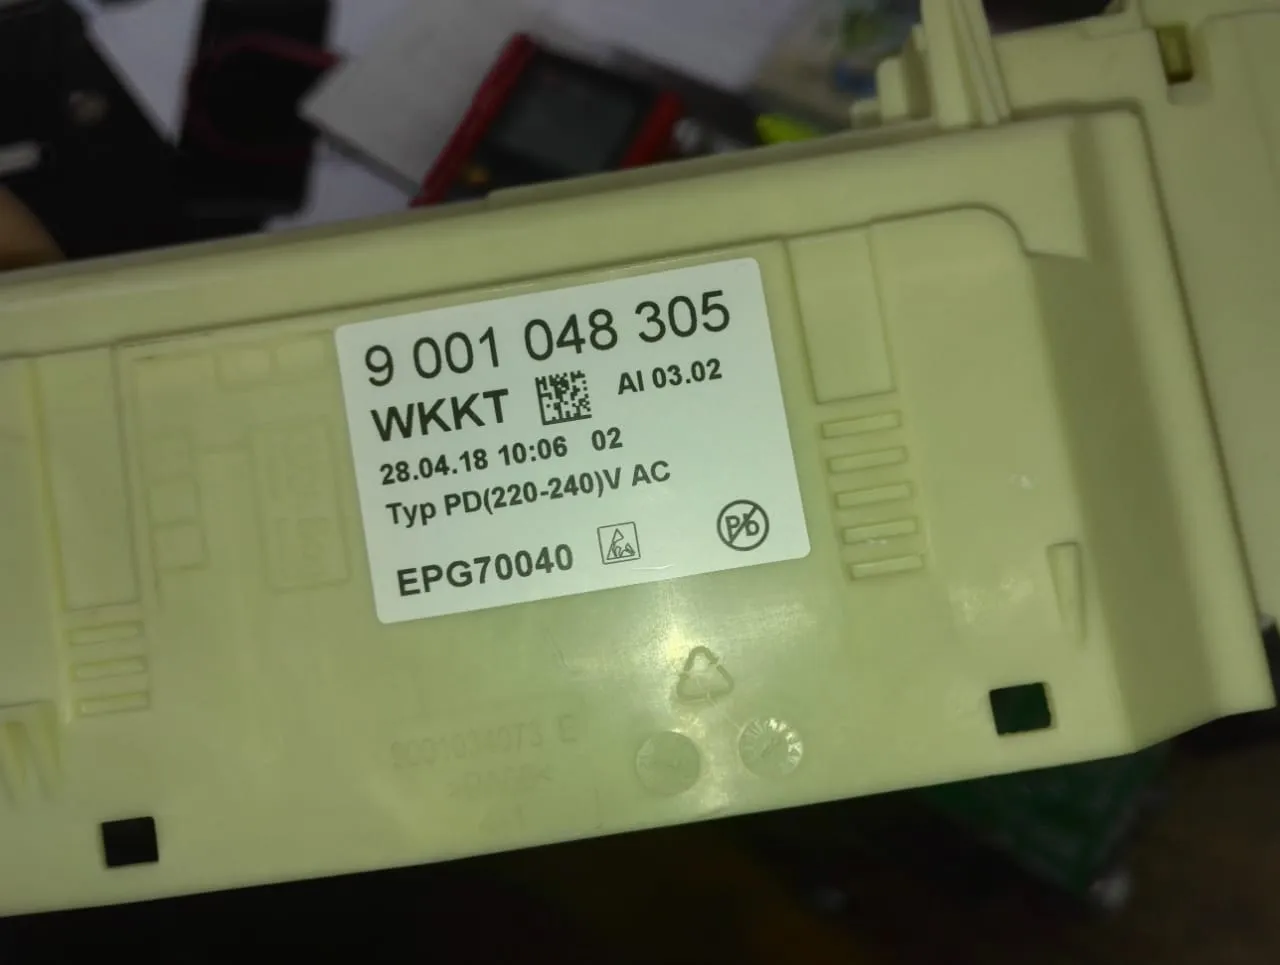 9 001 048 305
WKKT AI 03.02
28.04.18 10:06 02
Typ PD(220-240)V AC
EPG70040
Pb